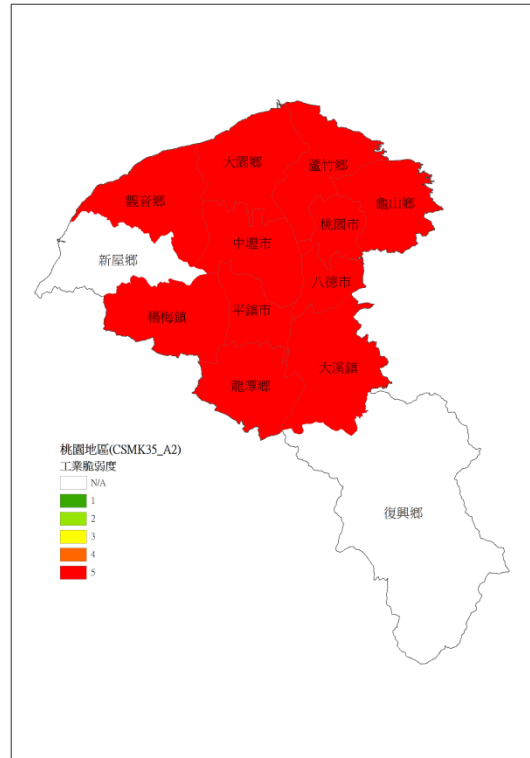 大園鄉
蘆竹鄉
觀音鄉
龜山鄉
桃園市
中壢市
新屋鄉
八德市
楊梅鎮
平鎮市
大溪鎮
龍潭鄉
桃園地區(CSMK35_A2)
工業脆弱度
N/A
1
2
3
4
5
復興鄉